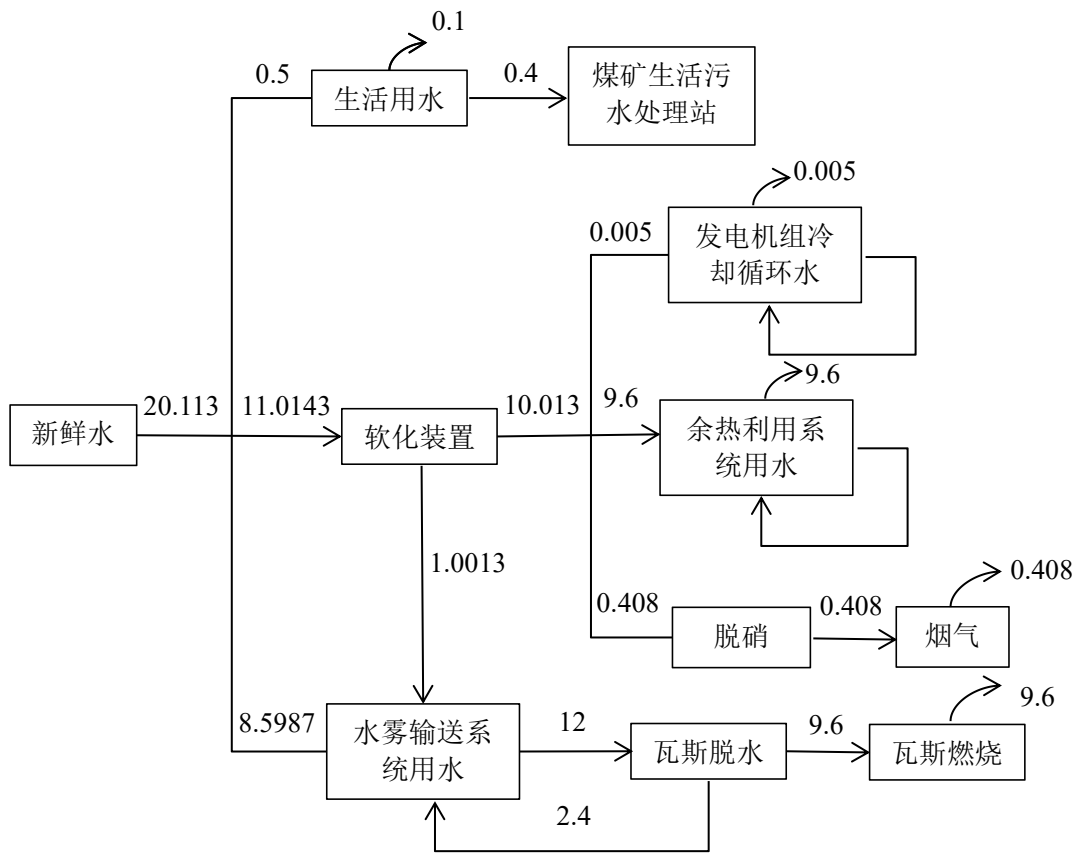 0.1
0.5
生活用水
0.4
煤矿生活污
水处理站
0.005
0.005
发电机组冷
却循环水
9.6
新鲜水
20.113
11.0143
软化装置
10.013
9.6
余热利用系
统用水
1.0013
0.408
0.408
脱硝
0.408
烟气
8.5987
水雾输送系
统用水
12
瓦斯脱水
9.6
瓦斯燃烧
9.6
2.4